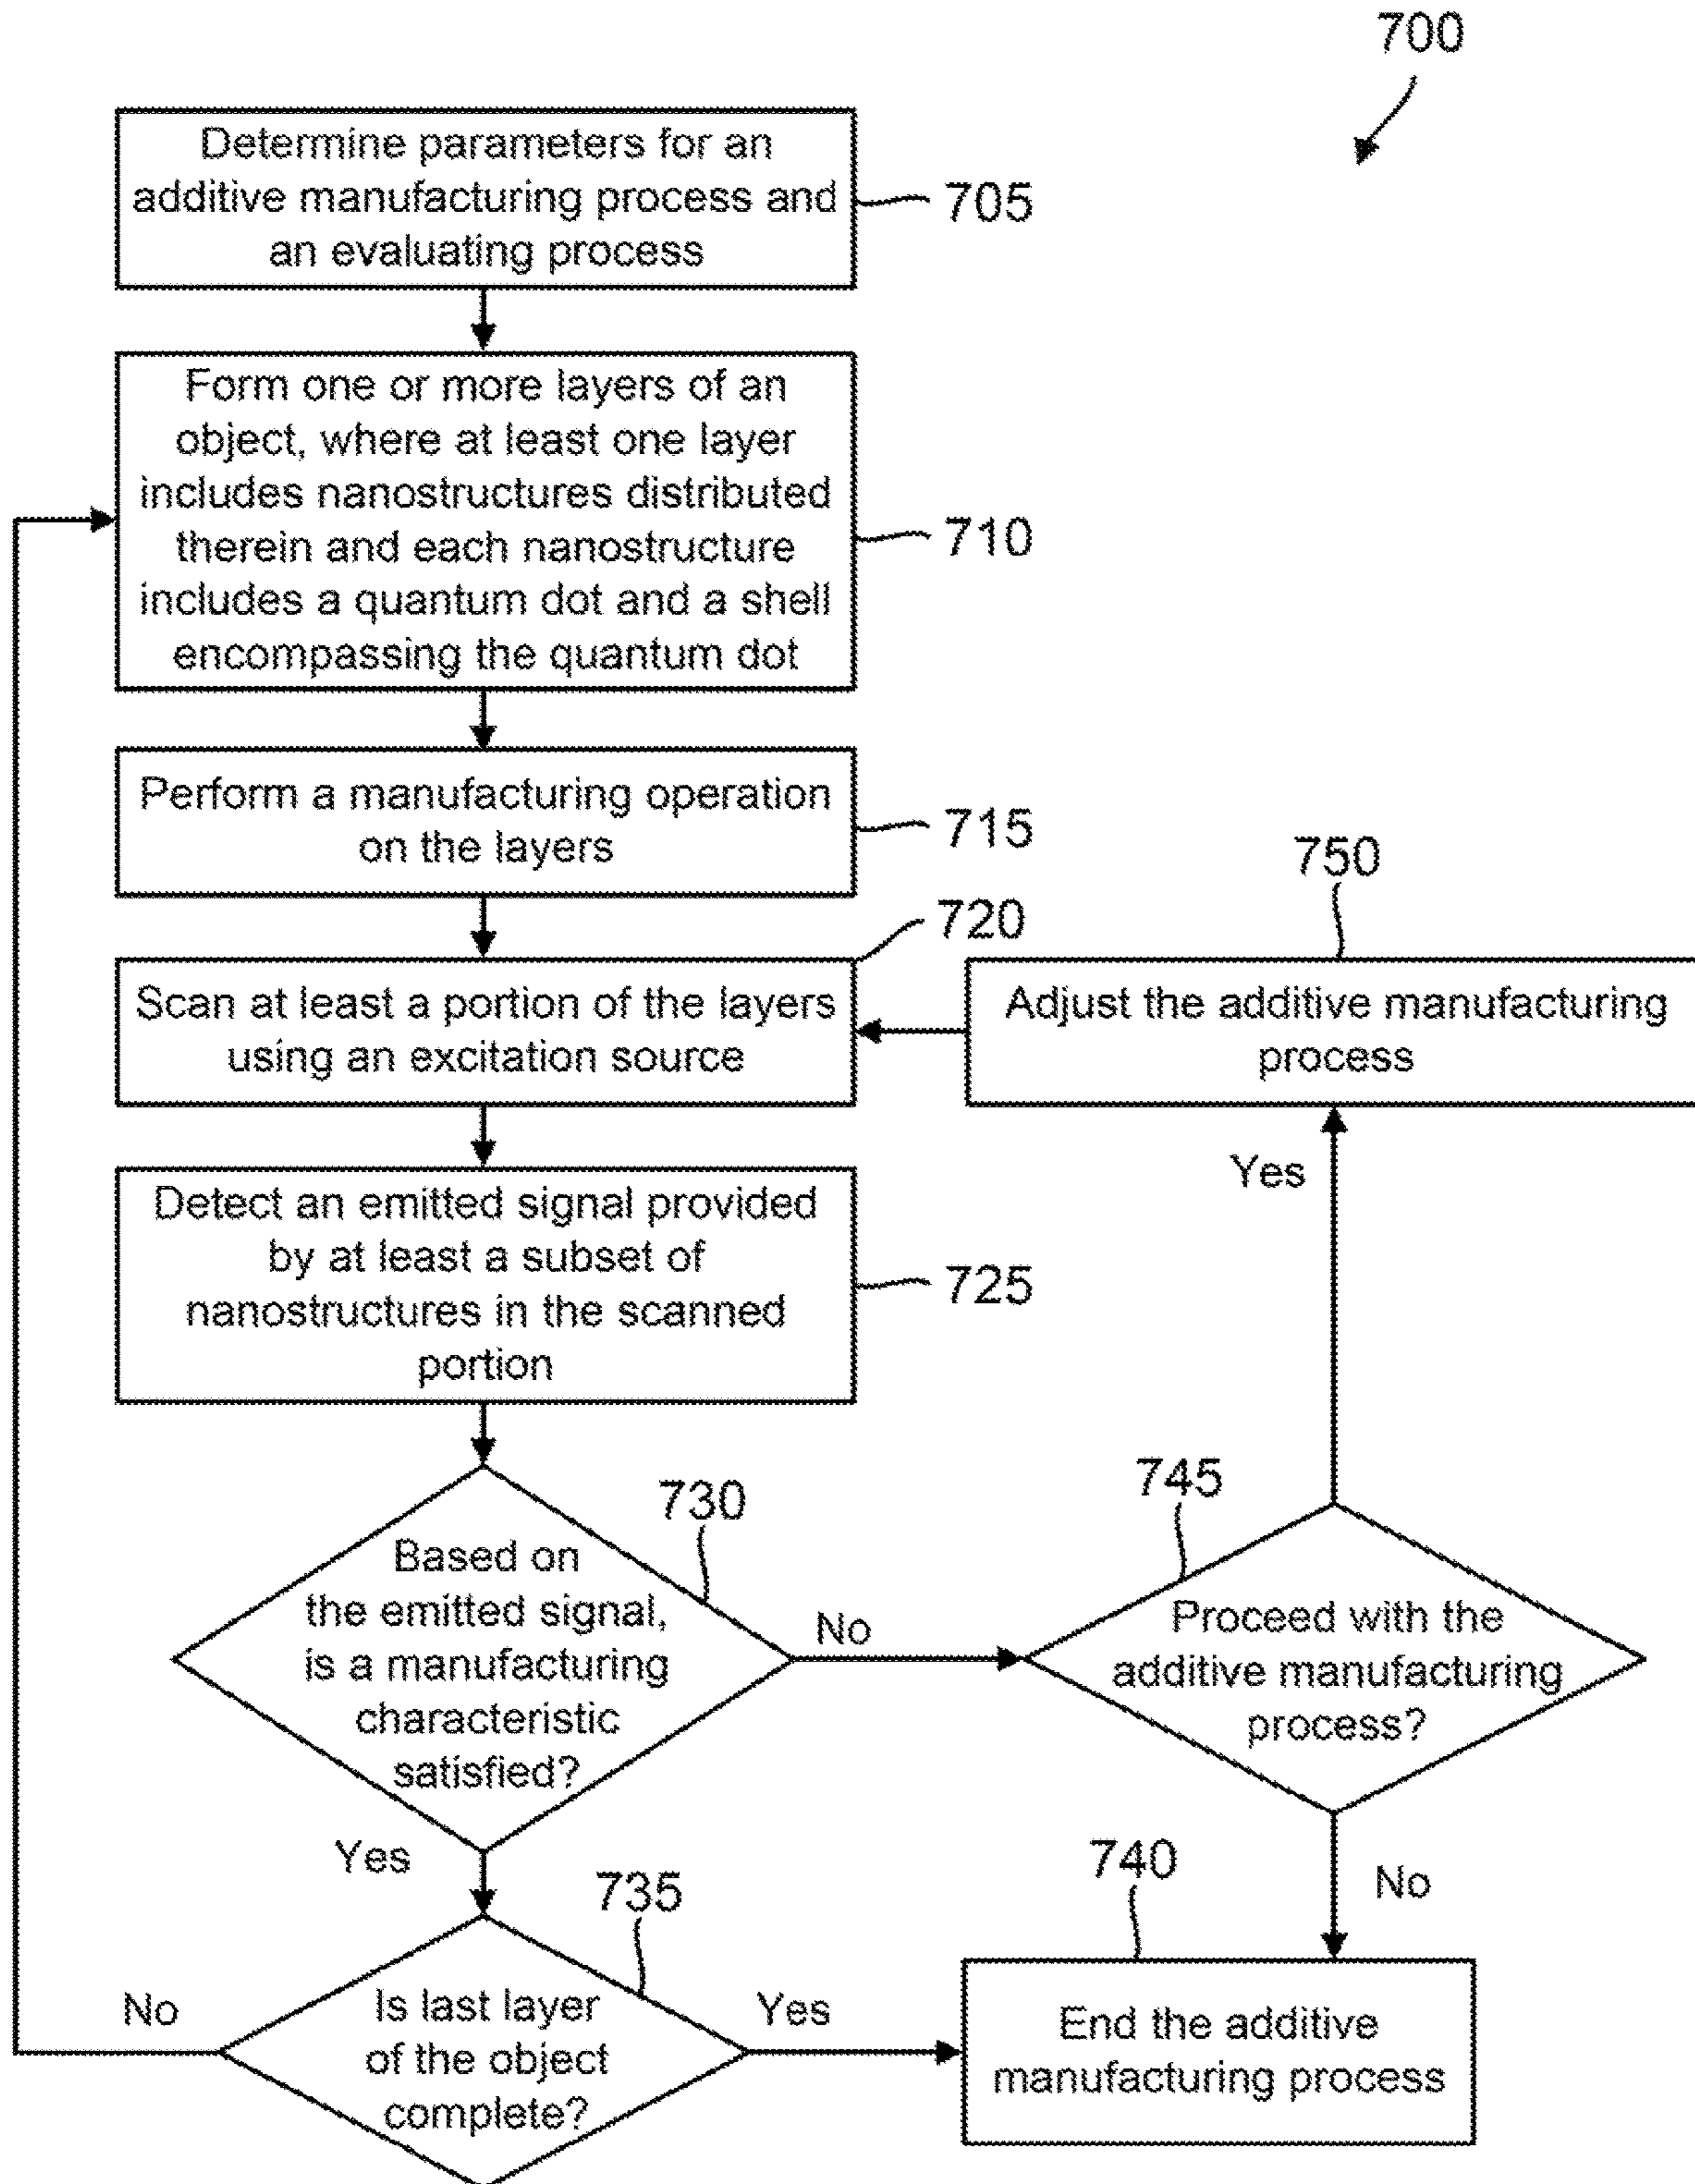 700
Determine parameters for an
additive manufacturing process and
an evaluating process
705
Form one or more layers of an
object, where at least one layer
includes nanostructures distributed
therein and each nanostructure
includes a quantum dot and a shell
encompassing the quantum dot
710
Perform a manufacturing operation
on the layers
715
720
Scan at least a portion of the layers
using an excitation source
750
Adjust the additive manufacturing
process
Detect an emitted signal provided
by at least a subset of
nanostructures in the scanned
portion
725
Yes
730
Based on
the emitted signal,
is a manufacturing
characteristic
satisfied?
No
745
Proceed with the
additive manufacturing
process?
Yes
No
735
Is last layer
of the object
complete?
No
Yes
740
End the additive
manufacturing process